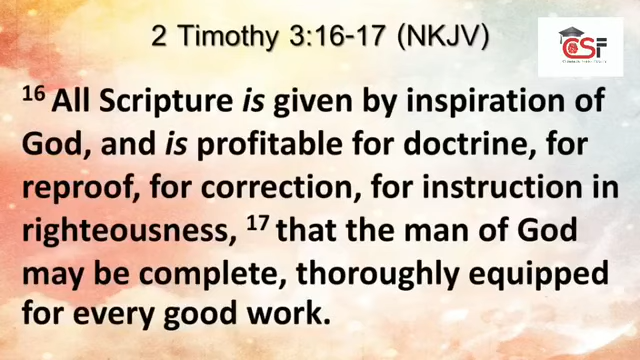 2 Timothy 3:16-17 (NKJV)
CSF
16 All Scripture is given by inspiration of
God, and is profitable for doctrine, for
reproof, for correction, for instruction in
righteousness, 17 that the man of God
may be complete, thoroughly equipped
for every good work.